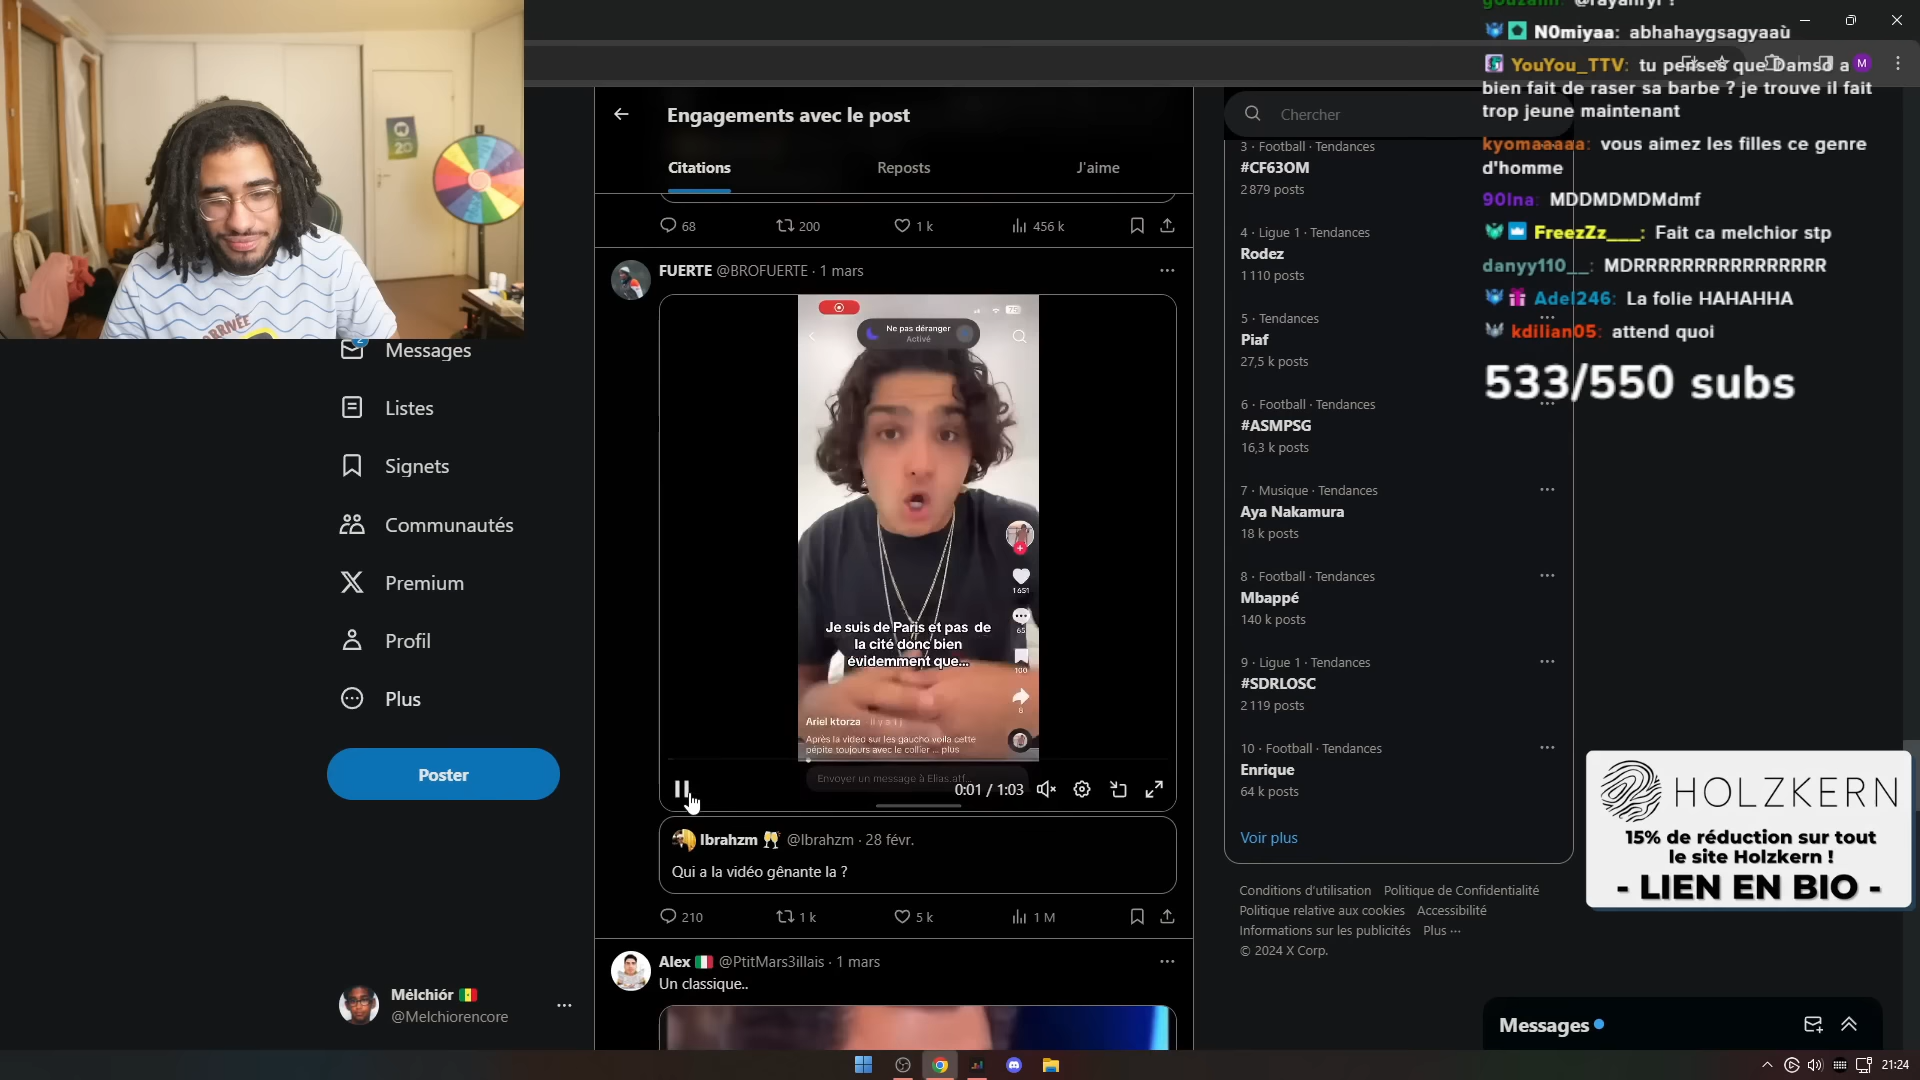 @rayanryr ?
N0miyaa: abhahaygsagyaaù
YouYou_TTV: tu penses que Damso a
bien fait de raser sa barbe ? je trouve il fait
trop jeune maintenant
kyomaaaaa: vous aimez les filles ce genre
d'homme
90lna: MDDMDMDMdmf
FreezZz___: Fait ca melchior stp
danyy110__: MDRRRRRRRRRRRRRRRR
Adel246: La folie HAHAHHA
kdilian05: attend quoi
533/550 subs
M
20
Messages
2
Listes
Signets
Communautés
Premium
Profil
Plus
Poster
Mėlchiór
@Melchiorencore
Engagements avec le post
Citations
Reposts
J'aime
68
200
1 k
456 k
FUERTE @BROFUERTE · 1 mars
Ne pas déranger
Activé
Je suis de Paris et pas de
la cité donc bien
évidemment que...
1651
65
100
6
Ariel ktorza
Après la video sur les gaucho voila cette
pépite toujours avec le collier ... plus
Envoyer un message à Elias.atf...
0:01 / 1:03
Ibrahzm @Ibrahzm · 28 févr.
Qui a la vidéo gênante la ?
210
1 k
5 k
1 M
Alex @PtitMars3illais · 1 mars
Un classique..
Chercher
3 · Football · Tendances
#CF63OM
2 879 posts
4 · Ligue 1 · Tendances
Rodez
1 110 posts
5 · Tendances
Piaf
27,5 k posts
6 · Football · Tendances
#ASMPSG
16,3 k posts
7 · Musique · Tendances
Aya Nakamura
18 k posts
8 · Football · Tendances
Mbappé
140 k posts
9 · Ligue 1 · Tendances
#SDRLOSC
2 119 posts
10 · Football · Tendances
Enrique
64 k posts
Voir plus
Conditions d'utilisation Politique de Confidentialité
Politique relative aux cookies Accessibilité
Informations sur les publicités Plus ···
© 2024 X Corp.
HOLZKERN
15% de réduction sur tout
le site Holzkern !
- LIEN EN BIO -
Messages
21:24